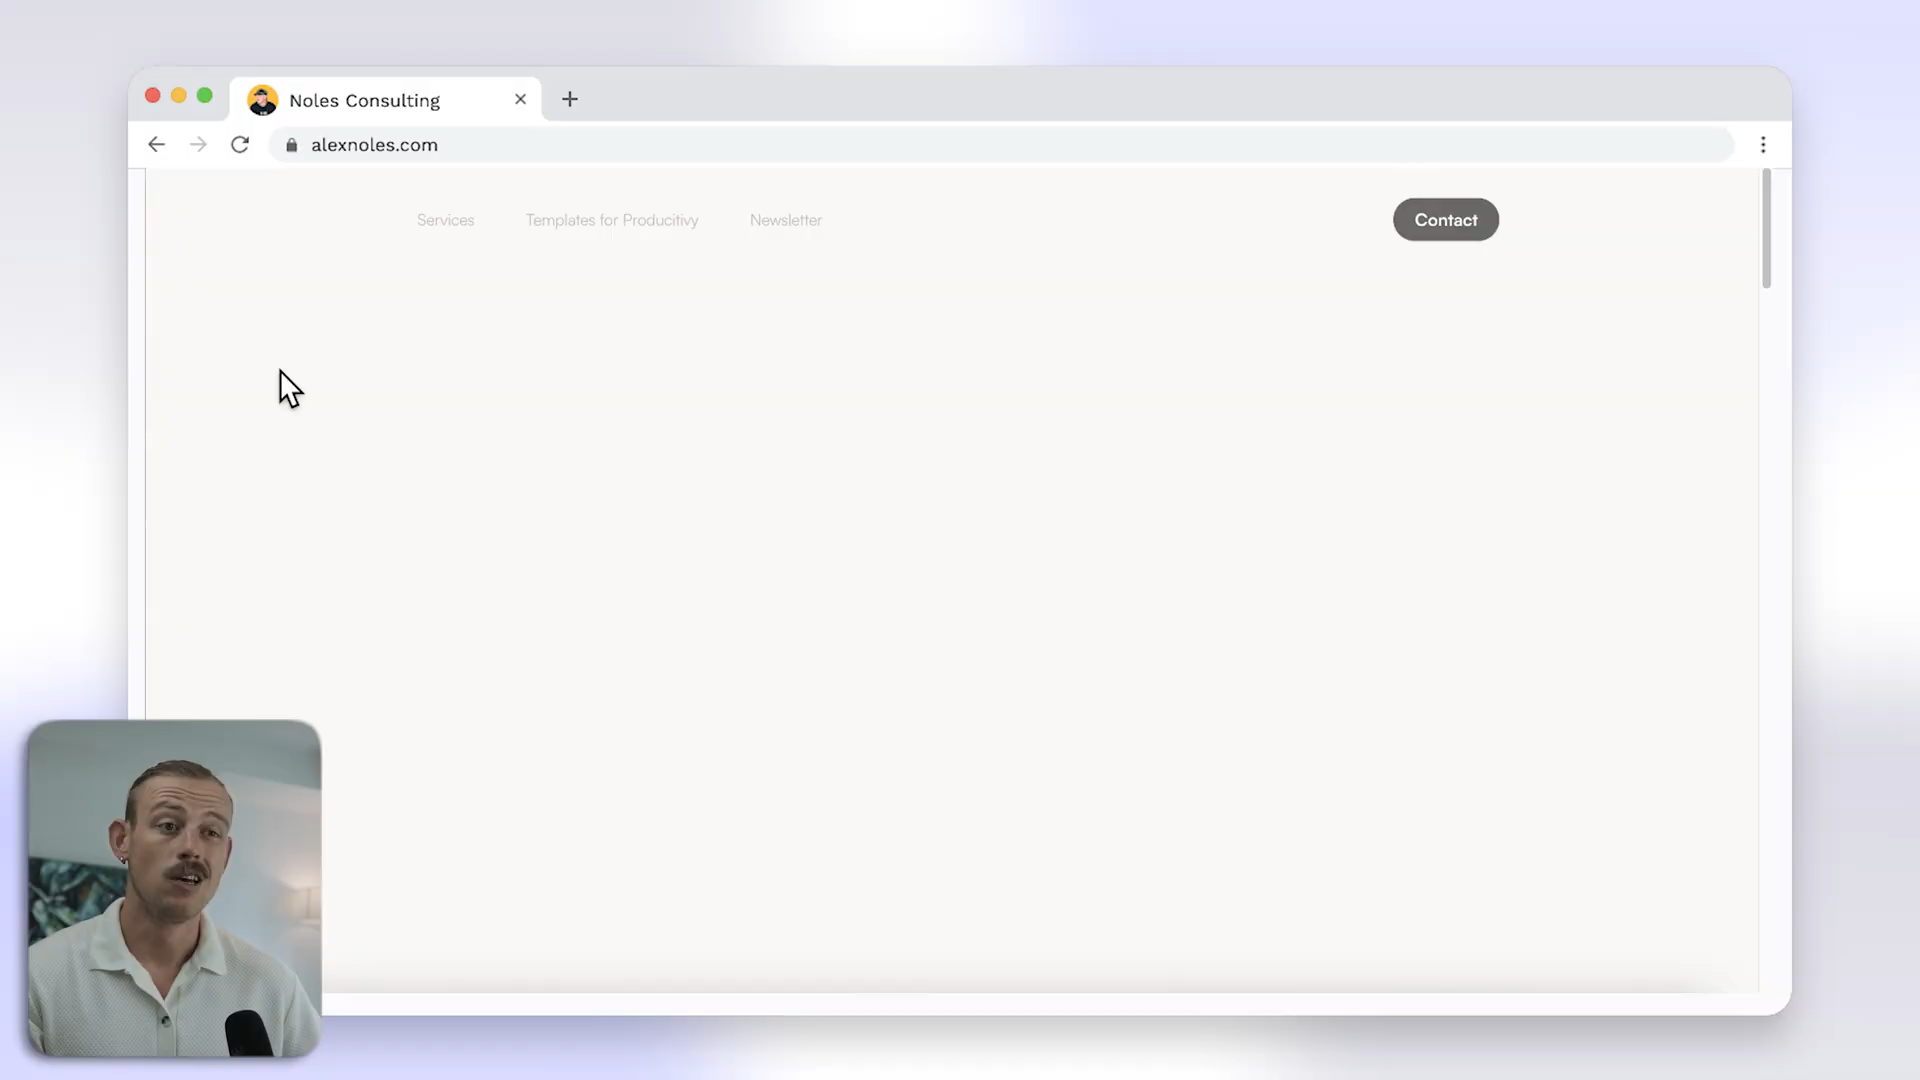 Noles Consulting
alexnoles.com
Services
Templates for Producitivy
Newsletter
Contact